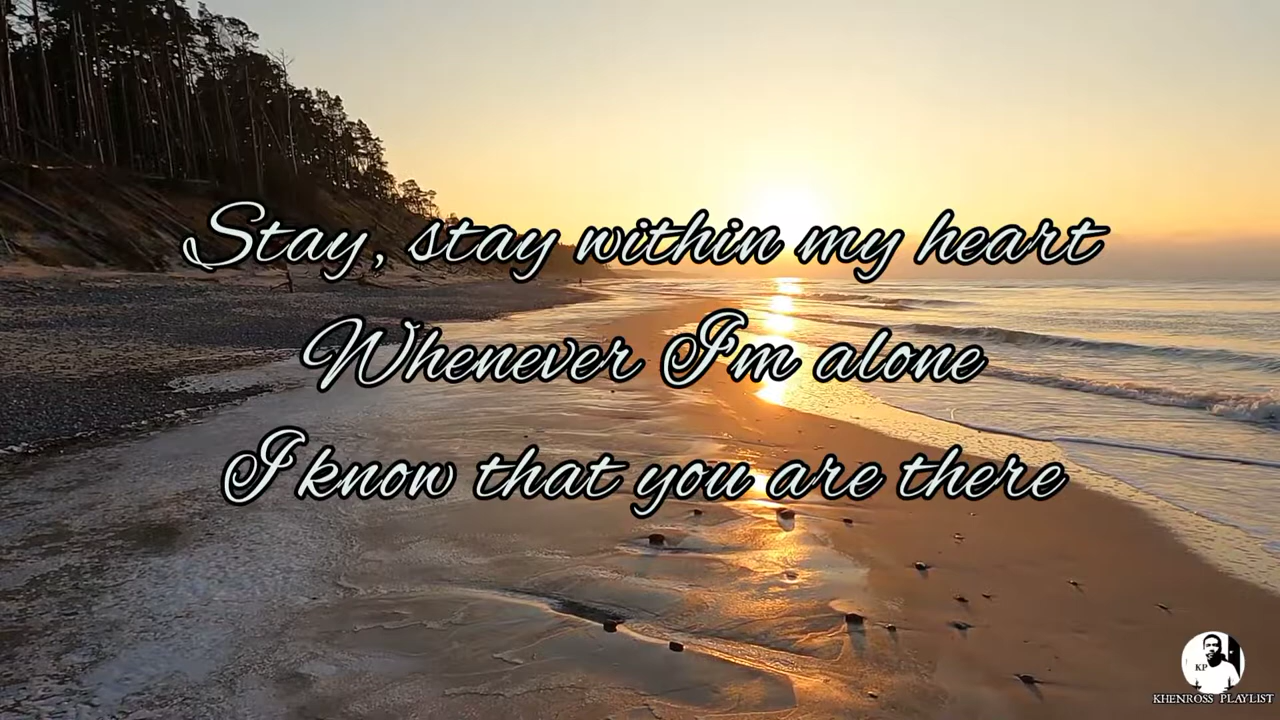 Stay, stay within my heart
Whenever I'm alone
I know that you are there
KP
KHENROSS PLAYLIST